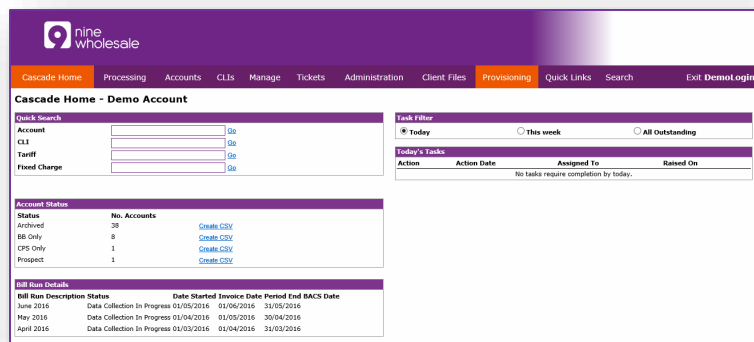 nine
wholesale
Cascade Home Processing Accounts CLIs Manage Tickets Administration Client Files Provisioning Quick Links Search Exit DemoLogin
Cascade Home - Demo Account
Quick Search
Account Go
CLI Go
Tariff Go
Fixed Charge Go
Task Filter
Today This week All Outstanding
Today's Tasks
Action Action Date Assigned To Raised On
No tasks require completion by today.
Account Status
Status No. Accounts
Archived 38 Create CSV
BB Only 8 Create CSV
CPS Only 1 Create CSV
Prospect 1 Create CSV
Bill Run Details
Bill Run Description Status Date Started Invoice Date Period End BACS Date
June 2016 Data Collection In Progress 01/05/2016 01/06/2016 31/05/2016
May 2016 Data Collection In Progress 01/04/2016 01/05/2016 30/04/2016
April 2016 Data Collection In Progress 01/03/2016 01/04/2016 31/03/2016